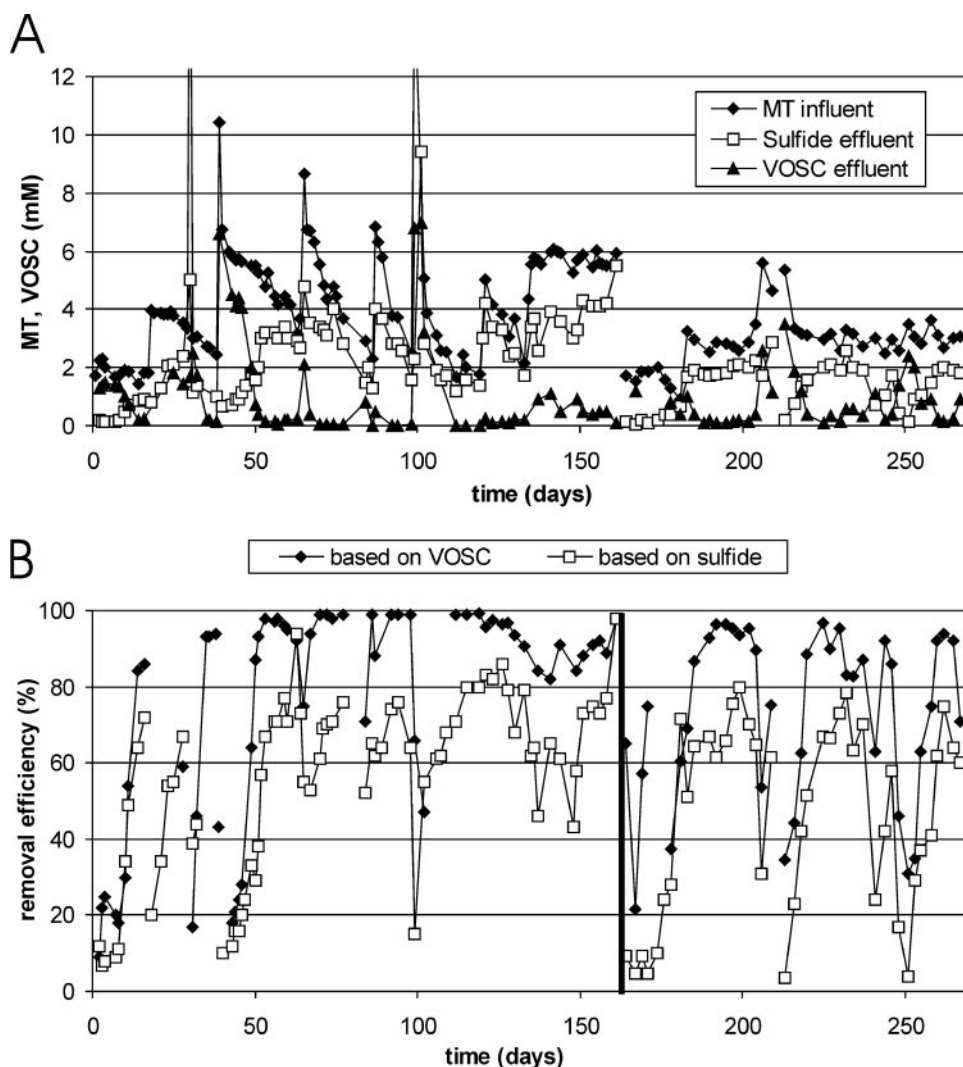 A
MT, VOSC (mM)
12
10
8
6
4
2
0
MT influent
Sulfide effluent
VOSC effluent
0 50 100 150 200 250
time (days)
B
based on VOSC based on sulfide
removal efficiency (%)
100
80
60
40
20
0
0 50 100 150 200 250
time (days)